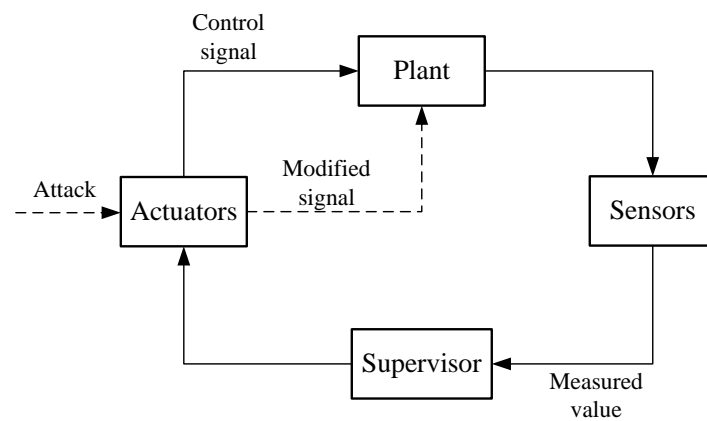 Control
signal
Plant
Attack
Actuators
Modified
signal
Sensors
Supervisor
Measured
value